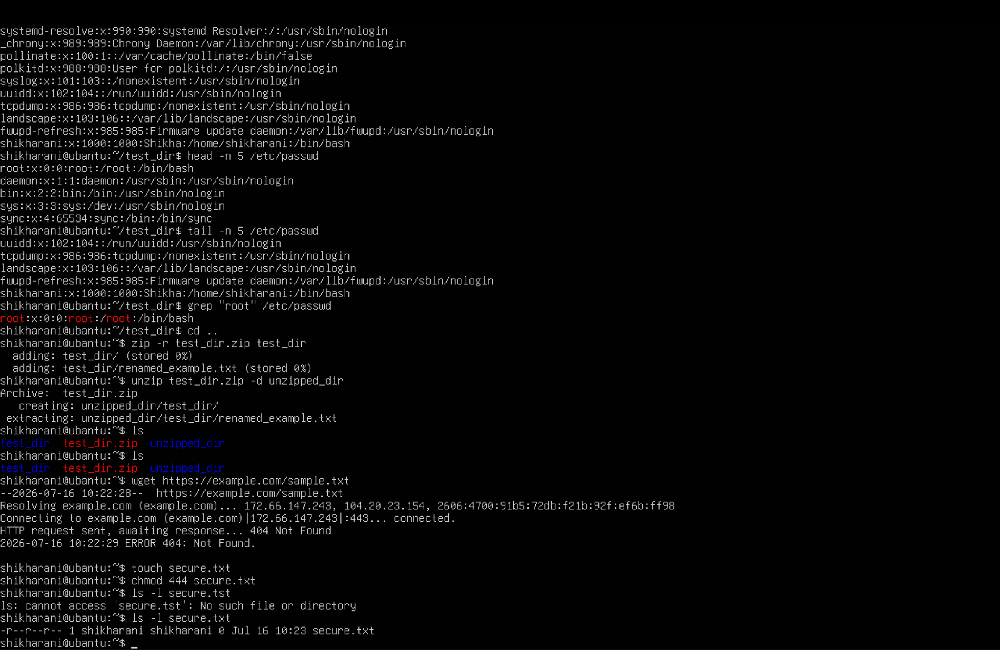 systemd-resolve:x:990:990:systemd Resolver:/:/usr/sbin/nologin
_chrony:x:989:989:Chrony Daemon:/var/lib/chrony:/usr/sbin/nologin
pollinate:x:100:1::/var/cache/pollinate:/bin/false
polkitd:x:988:988:User for polkitd:/:/usr/sbin/nologin
syslog:x:101:103::/nonexistent:/usr/sbin/nologin
uuidd:x:102:104::/run/uuidd:/usr/sbin/nologin
tcpdump:x:986:986:tcpdump:/nonexistent:/usr/sbin/nologin
landscape:x:103:106::/var/lib/landscape:/usr/sbin/nologin
fwupd-refresh:x:985:985:Firmware update daemon:/var/lib/fwupd:/usr/sbin/nologin
shikharani:x:1000:1000:Shikha:/home/shikharani:/bin/bash
shikharani@ubantu:~/test_dir$ head -n 5 /etc/passwd
root:x:0:0:root:/root:/bin/bash
daemon:x:1:1:daemon:/usr/sbin:/usr/sbin/nologin
bin:x:2:2:bin:/bin:/usr/sbin/nologin
sys:x:3:3:sys:/dev:/usr/sbin/nologin
sync:x:4:65534:sync:/bin:/bin/sync
shikharani@ubantu:~/test_dir$ tail -n 5 /etc/passwd
uuidd:x:102:104::/run/uuidd:/usr/sbin/nologin
tcpdump:x:986:986:tcpdump:/nonexistent:/usr/sbin/nologin
landscape:x:103:106::/var/lib/landscape:/usr/sbin/nologin
fwupd-refresh:x:985:985:Firmware update daemon:/var/lib/fwupd:/usr/sbin/nologin
shikharani:x:1000:1000:Shikha:/home/shikharani:/bin/bash
shikharani@ubantu:~/test_dir$ grep "root" /etc/passwd
root:x:0:0:root:/root:/bin/bash
shikharani@ubantu:~/test_dir$ cd ..
shikharani@ubantu:~$ zip -r test_dir.zip test_dir
  adding: test_dir/ (stored 0%)
  adding: test_dir/renamed_example.txt (stored 0%)
shikharani@ubantu:~$ unzip test_dir.zip -d unzipped_dir
Archive:  test_dir.zip
   creating: unzipped_dir/test_dir/
 extracting: unzipped_dir/test_dir/renamed_example.txt
shikharani@ubantu:~$ ls
test_dir  test_dir.zip  unzipped_dir
shikharani@ubantu:~$ ls
test_dir  test_dir.zip  unzipped_dir
shikharani@ubantu:~$ wget https://example.com/sample.txt
--2026-07-16 10:22:28--  https://example.com/sample.txt
Resolving example.com (example.com)... 172.66.147.243, 104.20.23.154, 2606:4700:91b5:72db:f21b:92f:ef6b:ff98
Connecting to example.com (example.com)|172.66.147.243|:443... connected.
HTTP request sent, awaiting response... 404 Not Found
2026-07-16 10:22:29 ERROR 404: Not Found.
shikharani@ubantu:~$ touch secure.txt
shikharani@ubantu:~$ chmod 444 secure.txt
shikharani@ubantu:~$ ls -l secure.tst
ls: cannot access 'secure.tst': No such file or directory
shikharani@ubantu:~$ ls -l secure.txt
-r--r--r-- 1 shikharani shikharani 0 Jul 16 10:23 secure.txt
shikharani@ubantu:~$ _